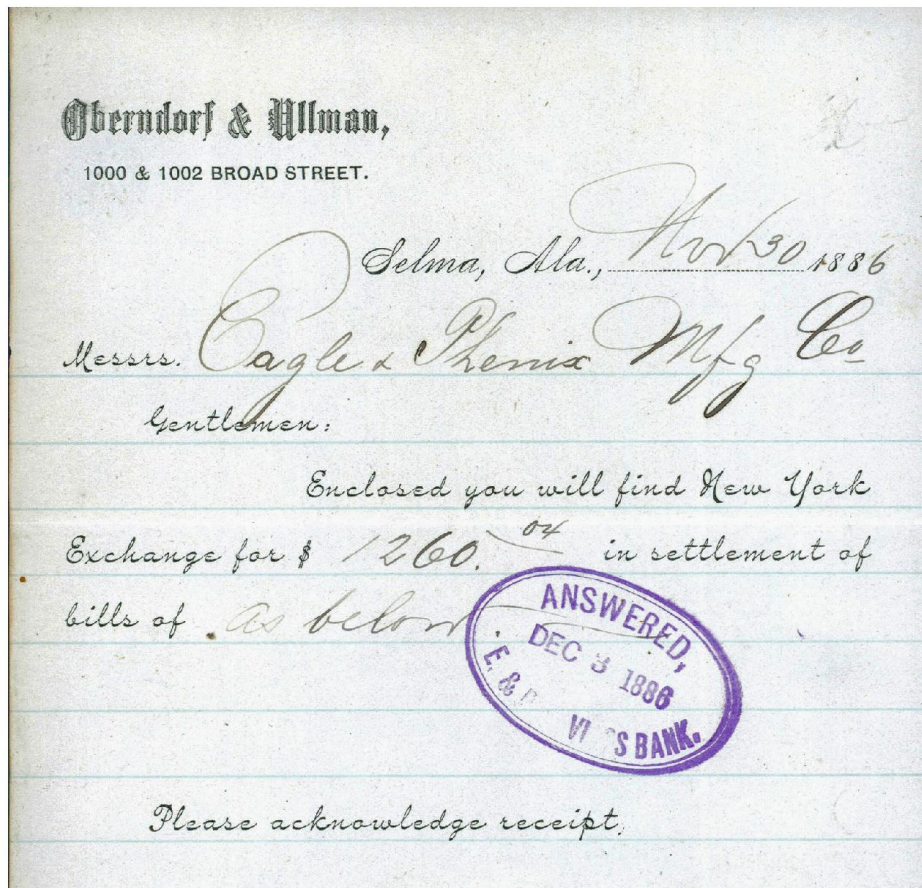 Oberndorf & Ullman,
1000 & 1002 BROAD STREET.
Selma, Ala., Nov 30 1886
Messrs. Eagle & Phenix Mfg Co
Gentlemen:
Enclosed you will find New York
Exchange for $ 1260.04 in settlement of
bills of as below
ANSWERED,
DEC 3 1886
E. & BANK.
Please acknowledge receipt.